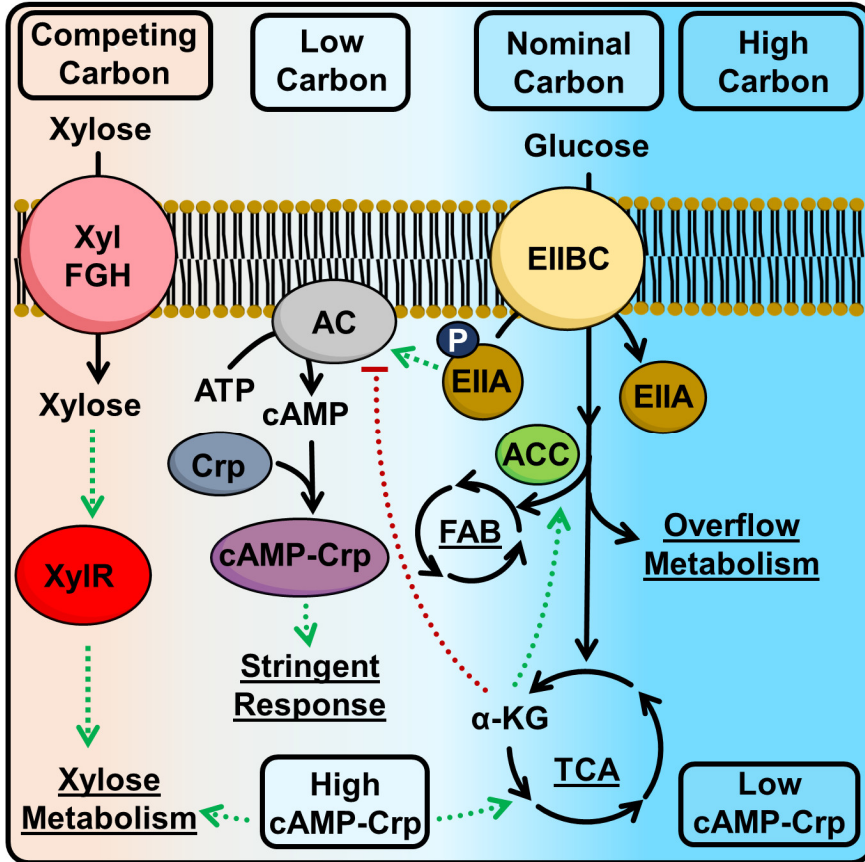 Competing
Carbon
Low
Carbon
Nominal
Carbon
High
Carbon
Xylose
Glucose
Xyl
FGH
EIIBC
AC
P
EIIA
EIIA
ATP
cAMP
Xylose
ACC
Crp
FAB
Overflow
Metabolism
cAMP-Crp
XylR
Stringent
Response
α-KG
TCA
Xylose
Metabolism
High
cAMP-Crp
Low
cAMP-Crp